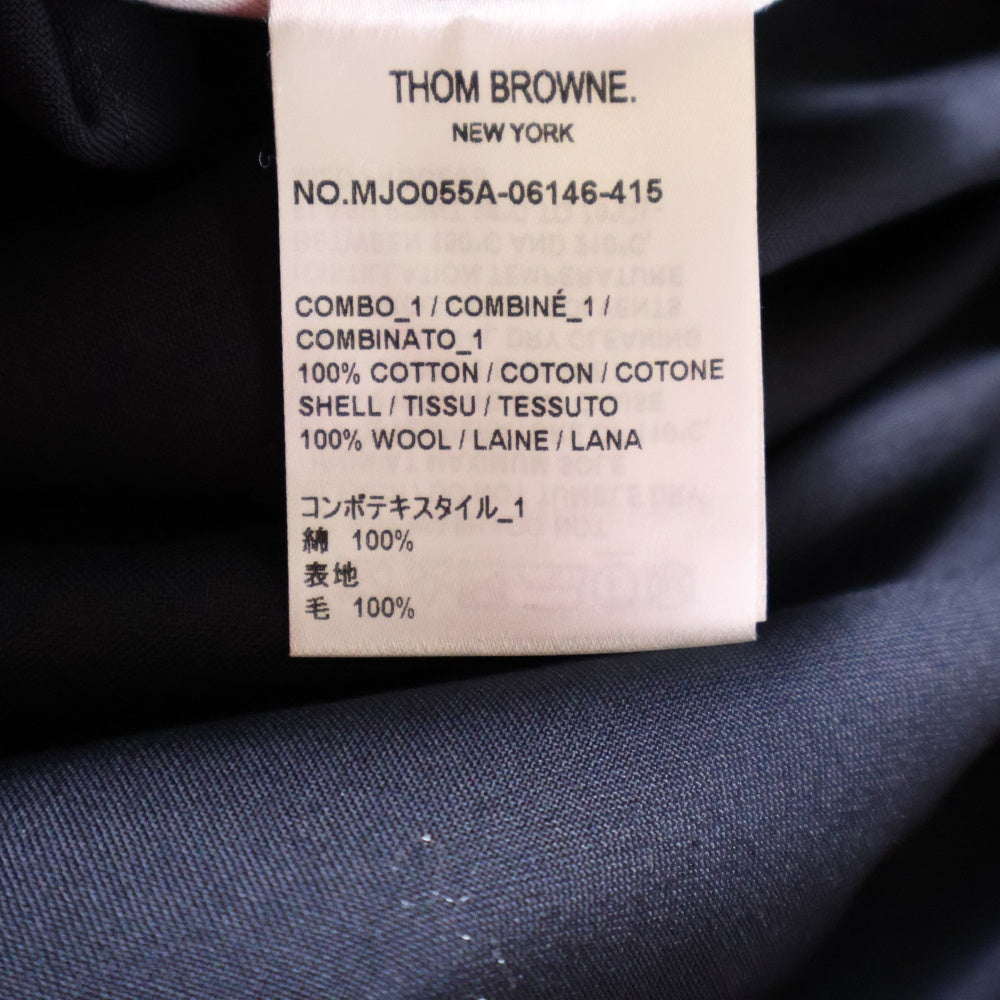 THOM BROWNE.
NEW YORK
NO.MJO055A-06146-415
COMBO_1 / COMBINÉ_1 /
COMBINATO_1
100% COTTON / COTON / COTONE
SHELL / TISSU / TESSUTO
100% WOOL / LAINE / LANA
コンポテキスタイル_1
綿 100%
表地
毛 100%